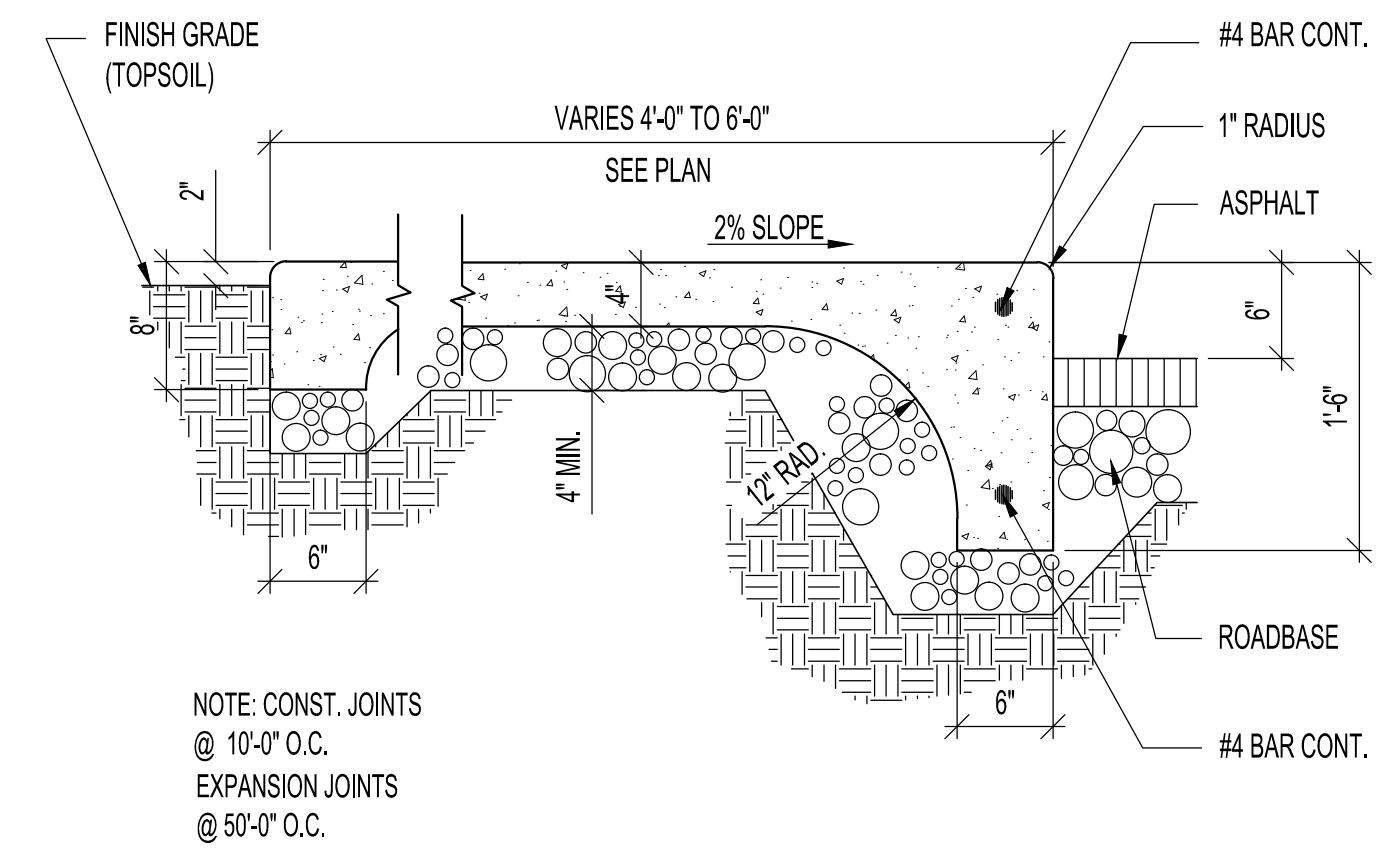 FINISH GRADE
(TOPSOIL)
#4 BAR CONT.
VARIES 4'-0" TO 6'-0"
1" RADIUS
SEE PLAN
2"
ASPHALT
2% SLOPE
8"
4"
6"
1'-6"
4" MIN.
12" RAD.
6"
ROADBASE
6"
NOTE: CONST. JOINTS
@ 10'-0" O.C.
#4 BAR CONT.
EXPANSION JOINTS
@ 50'-0" O.C.